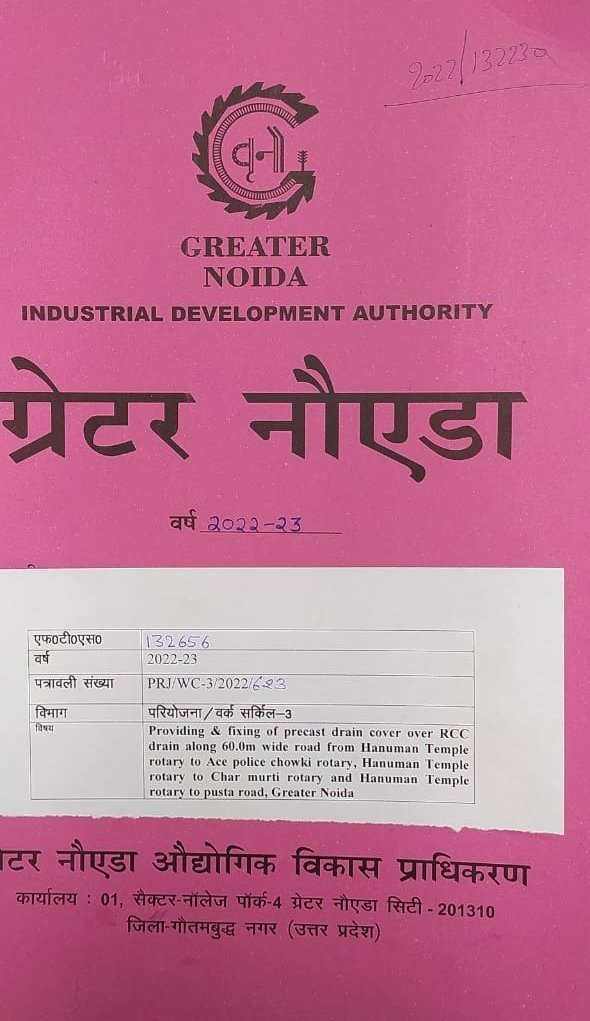 2022/132230
ग्रेनो
GREATER
NOIDA
INDUSTRIAL DEVELOPMENT AUTHORITY
ग्रेटर नौएडा
वर्ष 2022-23
एफ0टी0एस0 132656
वर्ष 2022-23
पत्रावली संख्या PRJ/WC-3/2022/623
विभाग परियोजना/वर्क सर्किल-3
विषय Providing & fixing of precast drain cover over RCC
drain along 60.0m wide road from Hanuman Temple
rotary to Ace police chowki rotary, Hanuman Temple
rotary to Char murti rotary and Hanuman Temple
rotary to pusta road, Greater Noida
टर नौएडा औद्योगिक विकास प्राधिकरण
कार्यालय : 01, सैक्टर-नॉलेज पॉर्क-4 ग्रेटर नौएडा सिटी - 201310
जिला-गौतमबुद्ध नगर (उत्तर प्रदेश)